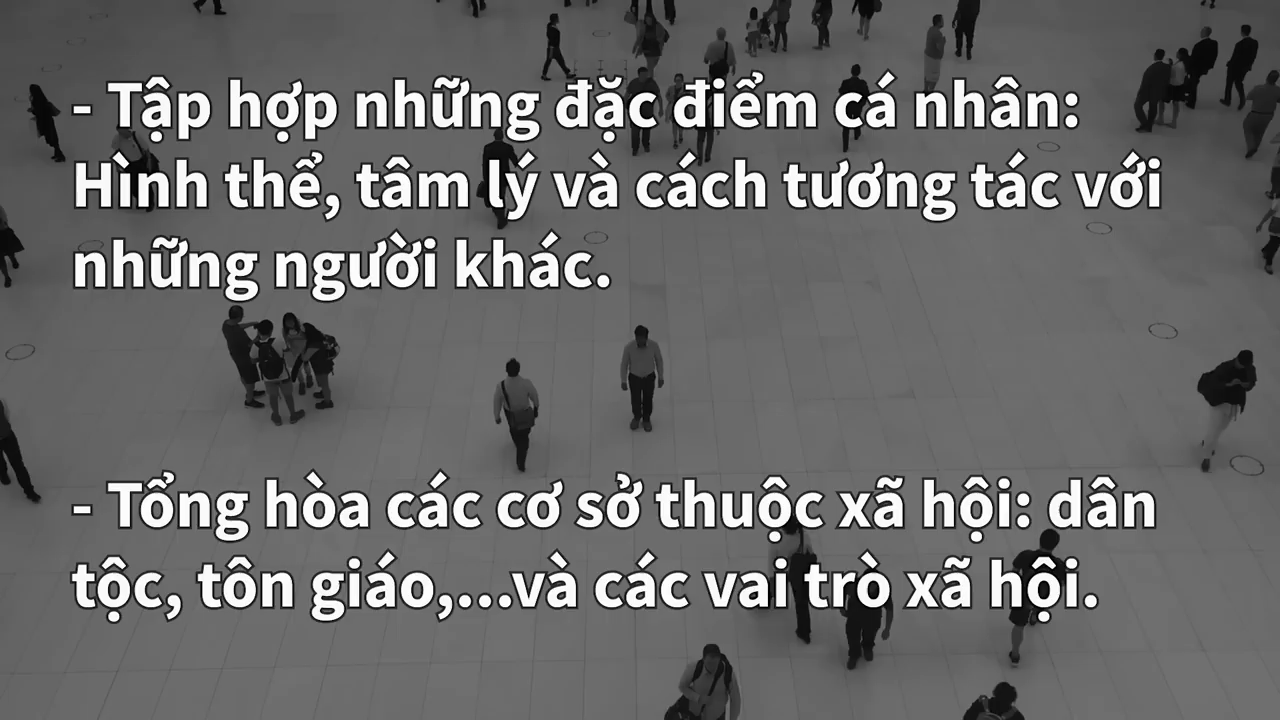 - Tập hợp những đặc điểm cá nhân:
Hình thể, tâm lý và cách tương tác với
những người khác.
- Tổng hòa các cơ sở thuộc xã hội: dân
tộc, tôn giáo,...và các vai trò xã hội.